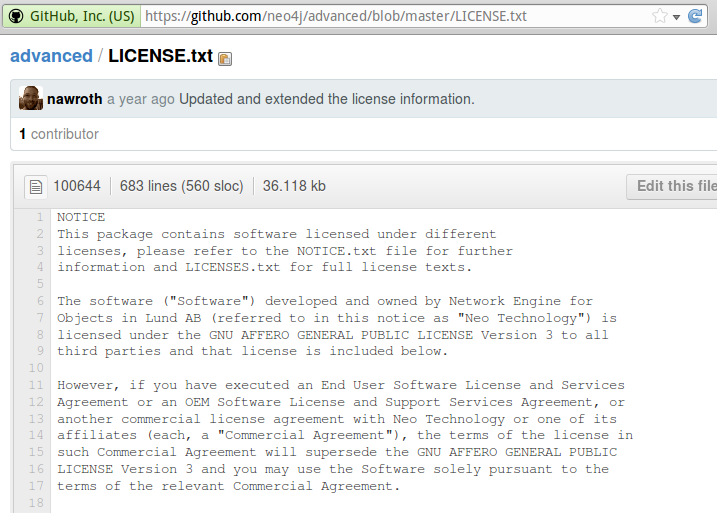 GitHub, Inc. (US) https://github.com/neo4j/advanced/blob/master/LICENSE.txt
advanced / LICENSE.txt
nawroth a year ago Updated and extended the license information.
1 contributor
100644 683 lines (560 sloc) 36.118 kb Edit this file
1 NOTICE
2 This package contains software licensed under different
3 licenses, please refer to the NOTICE.txt file for further
4 information and LICENSES.txt for full license texts.
5
6 The software ("Software") developed and owned by Network Engine for
7 Objects in Lund AB (referred to in this notice as "Neo Technology") is
8 licensed under the GNU AFFERO GENERAL PUBLIC LICENSE Version 3 to all
9 third parties and that license is included below.
10
11 However, if you have executed an End User Software License and Services
12 Agreement or an OEM Software License and Support Services Agreement, or
13 another commercial license agreement with Neo Technology or one of its
14 affiliates (each, a "Commercial Agreement"), the terms of the license in
15 such Commercial Agreement will supersede the GNU AFFERO GENERAL PUBLIC
16 LICENSE Version 3 and you may use the Software solely pursuant to the
17 terms of the relevant Commercial Agreement.
18